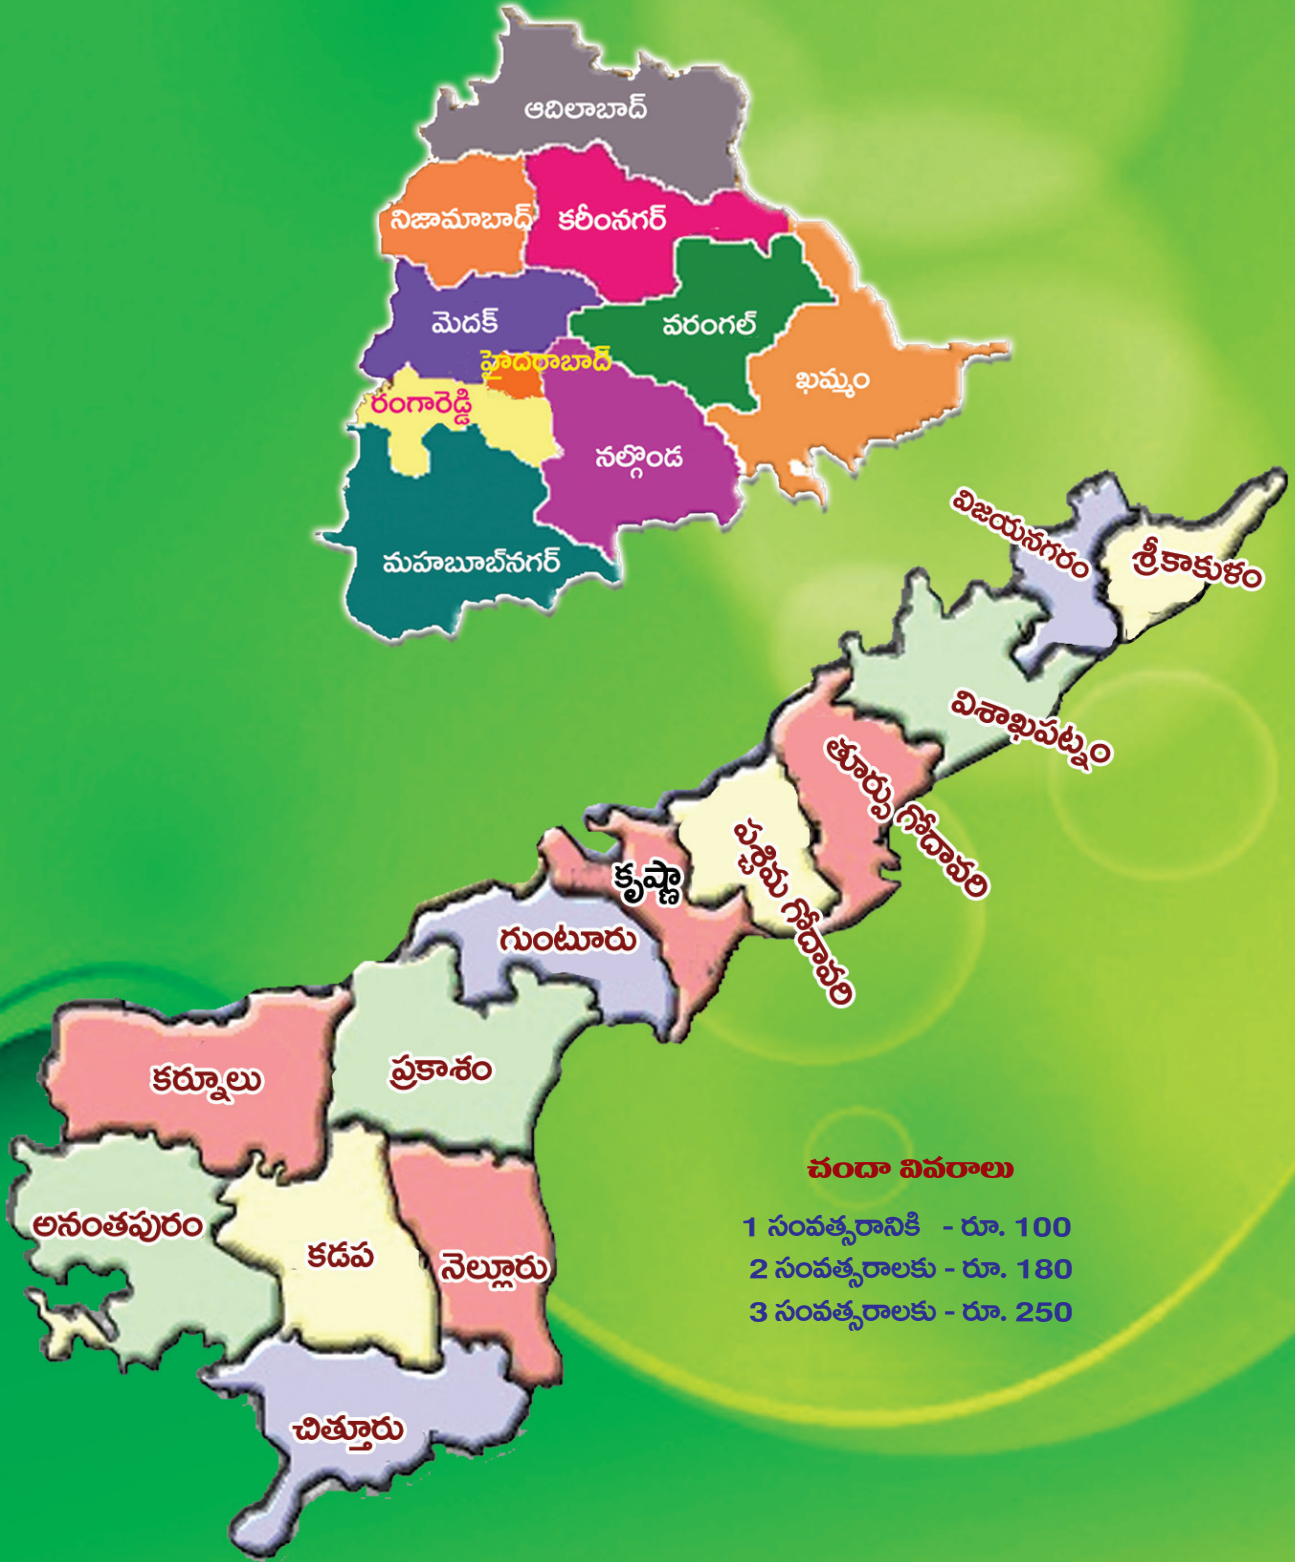 ఆదిలాబాద్
నిజామాబాద్
కరీంనగర్
మెదక్
వరంగల్
హైదరాబాద్
ఖమ్మం
రంగారెడ్డి
నల్గొండ
మహబూబ్‌నగర్
విజయనగరం
శ్రీకాకుళం
విశాఖపట్నం
తూర్పు గోదావరి
పశ్చిమ గోదావరి
కృష్ణా
గుంటూరు
కర్నూలు
ప్రకాశం
అనంతపురం
కడప
నెల్లూరు
చిత్తూరు
చందా వివరాలు
1 సంవత్సరానికి - రూ. 100
2 సంవత్సరాలకు - రూ. 180
3 సంవత్సరాలకు - రూ. 250